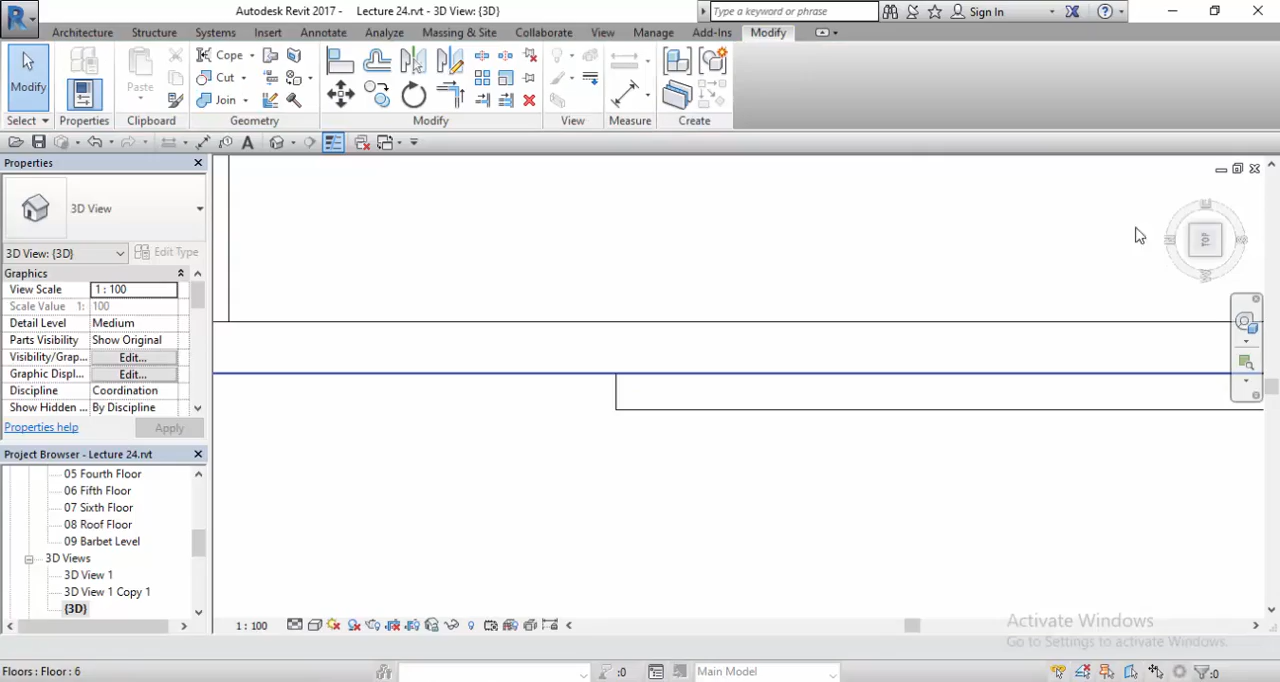 Autodesk Revit 2017 - Lecture 24.rvt - 3D View: {3D}
Type a keyword or phrase
Sign In
Architecture Structure Systems Insert Annotate Analyze Massing & Site Collaborate View Manage Add-Ins Modify
Modify
Paste
Cope
Cut
Join
Select Properties Clipboard Geometry Modify View Measure Create
Properties
3D View
3D View: {3D}
Edit Type
Graphics
View Scale 1 : 100
Scale Value 1: 100
Detail Level Medium
Parts Visibility Show Original
Visibility/Grap... Edit...
Graphic Displ... Edit...
Discipline Coordination
Show Hidden ... By Discipline
Properties help
Apply
Project Browser - Lecture 24.rvt
05 Fourth Floor
06 Fifth Floor
07 Sixth Floor
08 Roof Floor
09 Barbet Level
3D Views
3D View 1
3D View 1 Copy 1
{3D}
TOP
1 : 100
Activate Windows
Go to Settings to activate Windows.
Floors : Floor : 6
:0
Main Model
:0